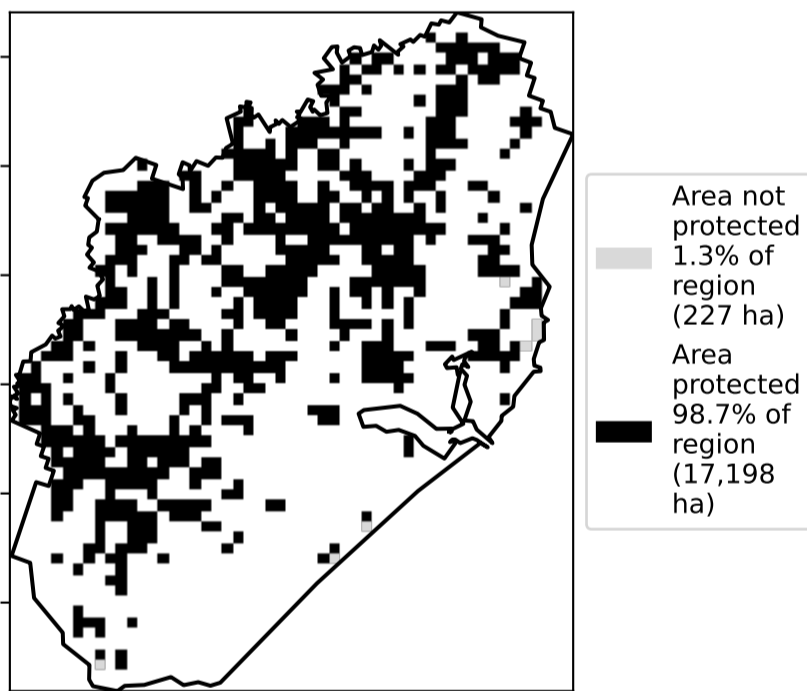 Area not
protected
1.3% of
region
(227 ha)
Area
protected
98.7% of
region
(17,198
ha)